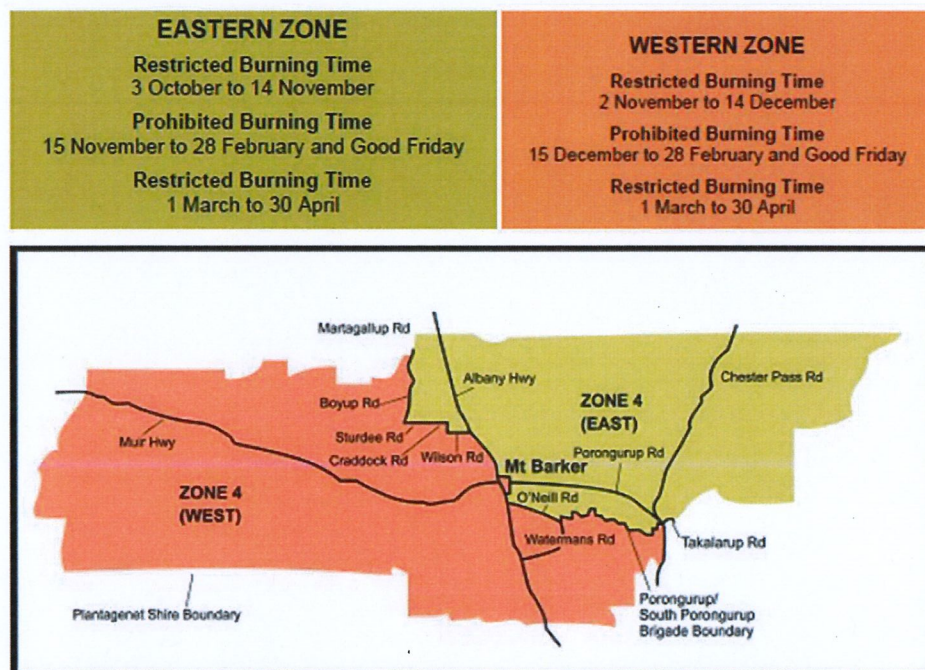 EASTERN ZONE
Restricted Burning Time
3 October to 14 November
Prohibited Burning Time
15 November to 28 February and Good Friday
Restricted Burning Time
1 March to 30 April
WESTERN ZONE
Restricted Burning Time
2 November to 14 December
Prohibited Burning Time
15 December to 28 February and Good Friday
Restricted Burning Time
1 March to 30 April
Martagallup Rd
Albany Hwy
Chester Pass Rd
Boyup Rd
ZONE 4
(EAST)
Sturdee Rd
Muir Hwy
Craddock Rd
Wilson Rd
Porongurup Rd
Mt Barker
ZONE 4
(WEST)
O'Neill Rd
Watermans Rd
Takalarup Rd
Plantagenet Shire Boundary
Porongurup/
South Porongurup
Brigade Boundary